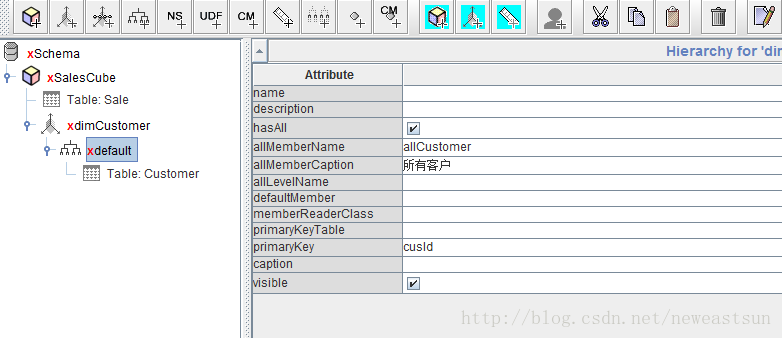 NS UDF CM CM
xSchema
xSalesCube
Table: Sale
xdimCustomer
xdefault
Table: Customer
Hierarchy for 'dim
Attribute
name
description
hasAll
allMemberName allCustomer
allMemberCaption 所有客户
allLevelName
defaultMember
memberReaderClass
primaryKeyTable
primaryKey cusId
caption
visible
http://blog.csdn.net/neweastsun